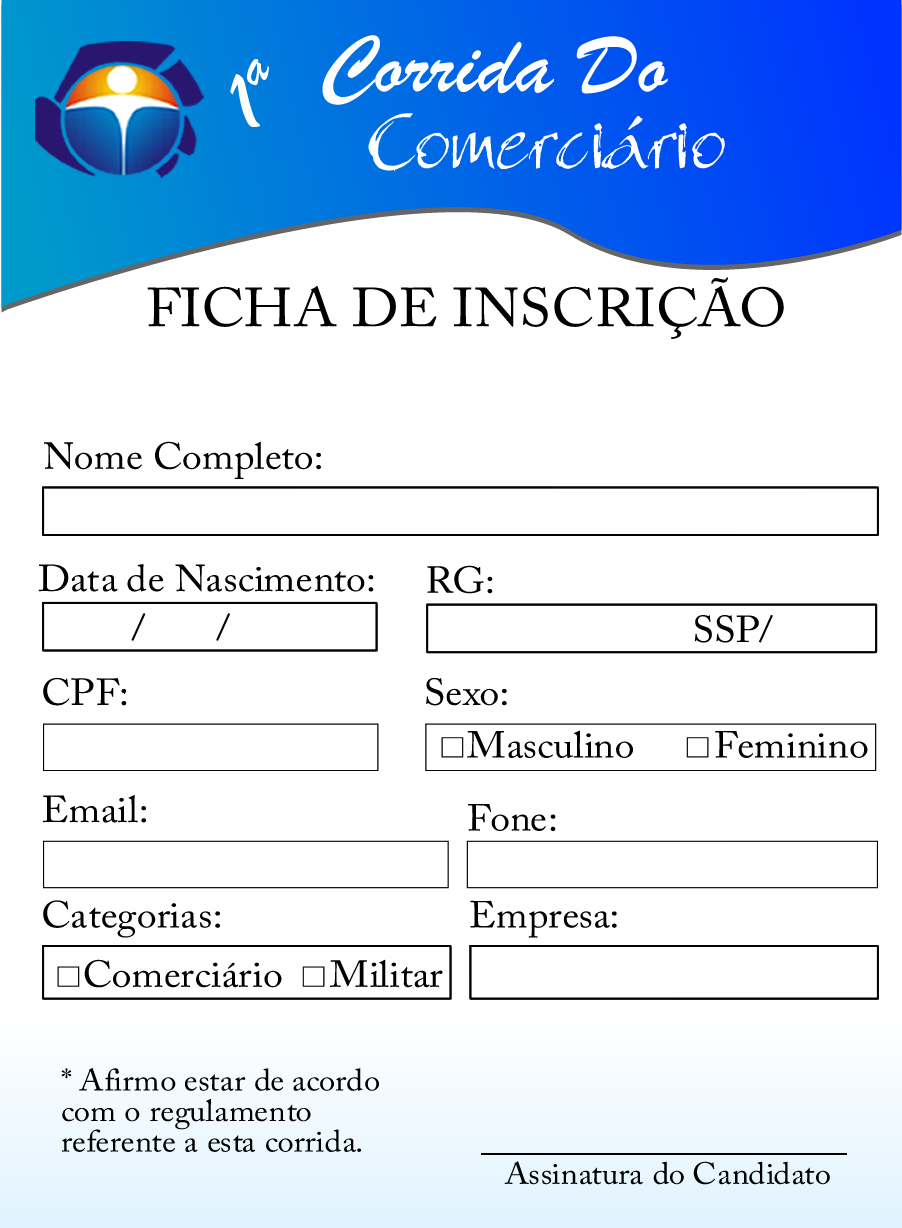 1ª Corrida Do
Comerciário
FICHA DE INSCRIÇÃO
Nome Completo:
Data de Nascimento: RG:
/ / SSP/
CPF: Sexo:
□Masculino □Feminino
Email: Fone:
Categorias: Empresa:
□Comerciário □Militar
* Afirmo estar de acordo
com o regulamento
referente a esta corrida.
Assinatura do Candidato